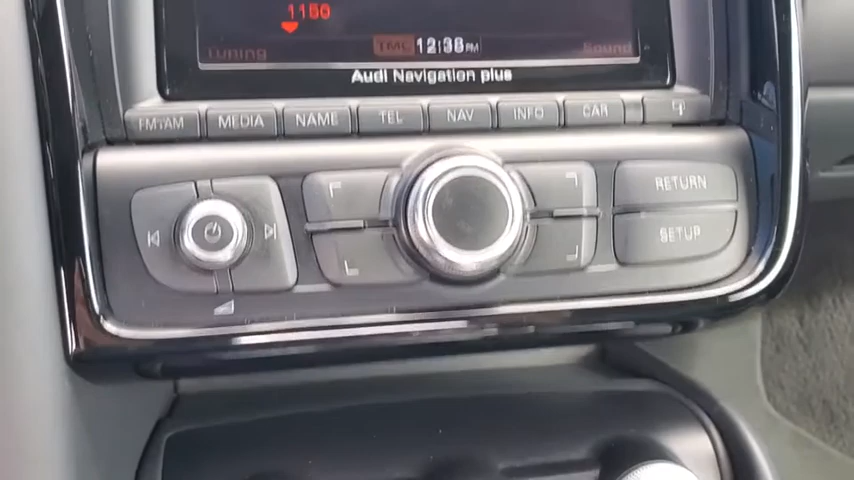 1150
Tuning TMC 12:38 PM Sound
Audi Navigation plus
FM/AM MEDIA NAME TEL NAV INFO CAR
RETURN
SETUP